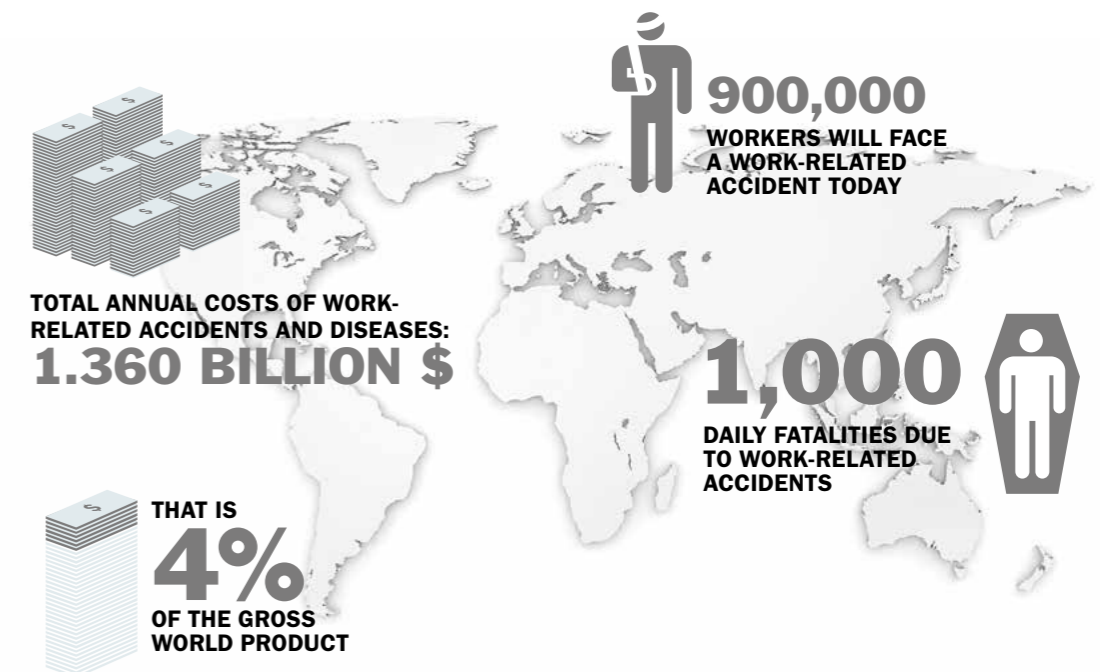 900,000
WORKERS WILL FACE
A WORK-RELATED
ACCIDENT TODAY
TOTAL ANNUAL COSTS OF WORK-
RELATED ACCIDENTS AND DISEASES:
1.360 BILLION $
1,000
DAILY FATALITIES DUE
TO WORK-RELATED
ACCIDENTS
THAT IS
4%
OF THE GROSS
WORLD PRODUCT